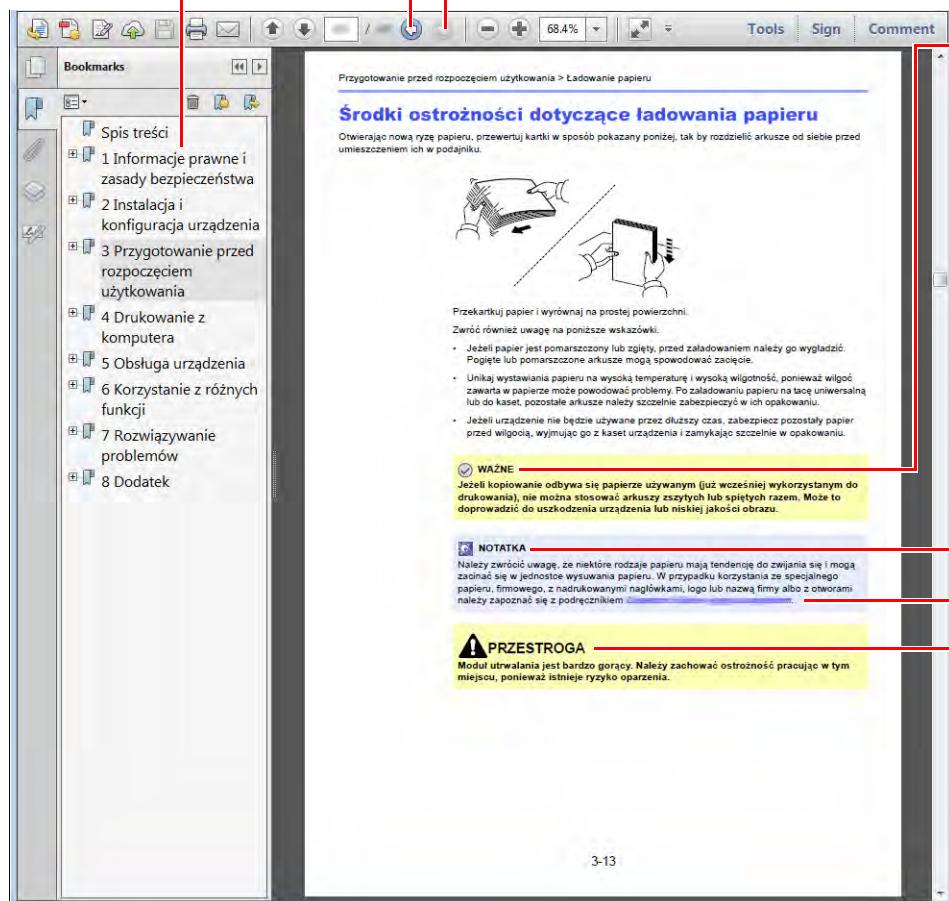 /
68.4%
Tools Sign Comment
Bookmarks
Spis treści
1 Informacje prawne i
zasady bezpieczeństwa
2 Instalacja i
konfiguracja urządzenia
3 Przygotowanie przed
rozpoczęciem
użytkowania
4 Drukowanie z
komputera
5 Obsługa urządzenia
6 Korzystanie z różnych
funkcji
7 Rozwiązywanie
problemów
8 Dodatek
Przygotowanie przed rozpoczęciem użytkowania > Ładowanie papieru
Środki ostrożności dotyczące ładowania papieru
Otwierając nową ryzę papieru, przewertuj kartki w sposób pokazany poniżej, tak by rozdzielić arkusze od siebie przed
umieszczeniem ich w podajniku.
Przekartkuj papier i wyrównaj na prostej powierzchni.
Zwróć również uwagę na poniższe wskazówki.
• Jeżeli papier jest pomarszczony lub zgięty, przed załadowaniem należy go wygładzić.
Pogięte lub pomarszczone arkusze mogą spowodować zacięcie.
• Unikaj wystawiania papieru na wysoką temperaturę i wysoką wilgotność, ponieważ wilgoć
zawarta w papierze może powodować problemy. Po załadowaniu papieru na tacę uniwersalną
lub do kaset, pozostałe arkusze należy szczelnie zabezpieczyć w ich opakowaniu.
• Jeżeli urządzenie nie będzie używane przez dłuższy czas, zabezpiecz pozostały papier
przed wilgocią, wyjmując go z kaset urządzenia i zamykając szczelnie w opakowaniu.
WAŻNE
Jeżeli kopiowanie odbywa się papierze używanym (już wcześniej wykorzystanym do
drukowania), nie można stosować arkuszy zszytych lub spiętych razem. Może to
doprowadzić do uszkodzenia urządzenia lub niskiej jakości obrazu.
NOTATKA
Należy zwrócić uwagę, że niektóre rodzaje papieru mają tendencję do zwijania się i mogą
zacinać się w jednostce wysuwania papieru. W przypadku korzystania ze specjalnego
papieru, firmowego, z nadrukowanymi nagłówkami, logo lub nazwą firmy albo z otworami
należy zapoznać się z podręcznikiem
PRZESTROGA
Moduł utrwalania jest bardzo gorący. Należy zachować ostrożność pracując w tym
miejscu, ponieważ istnieje ryzyko oparzenia.
3-13